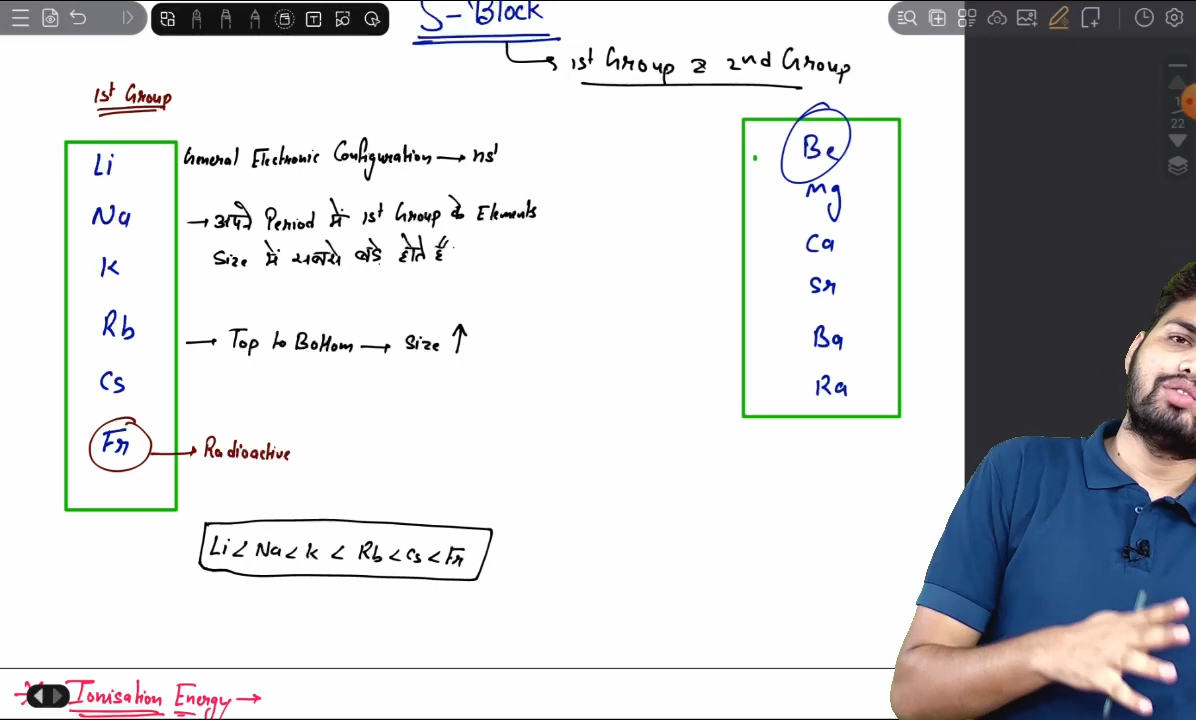 S-Block
1st Group & 2nd Group
1st Group
Li
Na
K
Rb
Cs
Fr
General Electronic Configuration → ns¹
→ अपने Period में 1st Group के Elements
Size में सबसे बडे होते हैं
→ Top to Bottom → Size ↑
→ Radioactive
Li < Na < K < Rb < Cs < Fr
Be
Mg
Ca
Sr
Ba
Ra
22
Ionisation Energy →